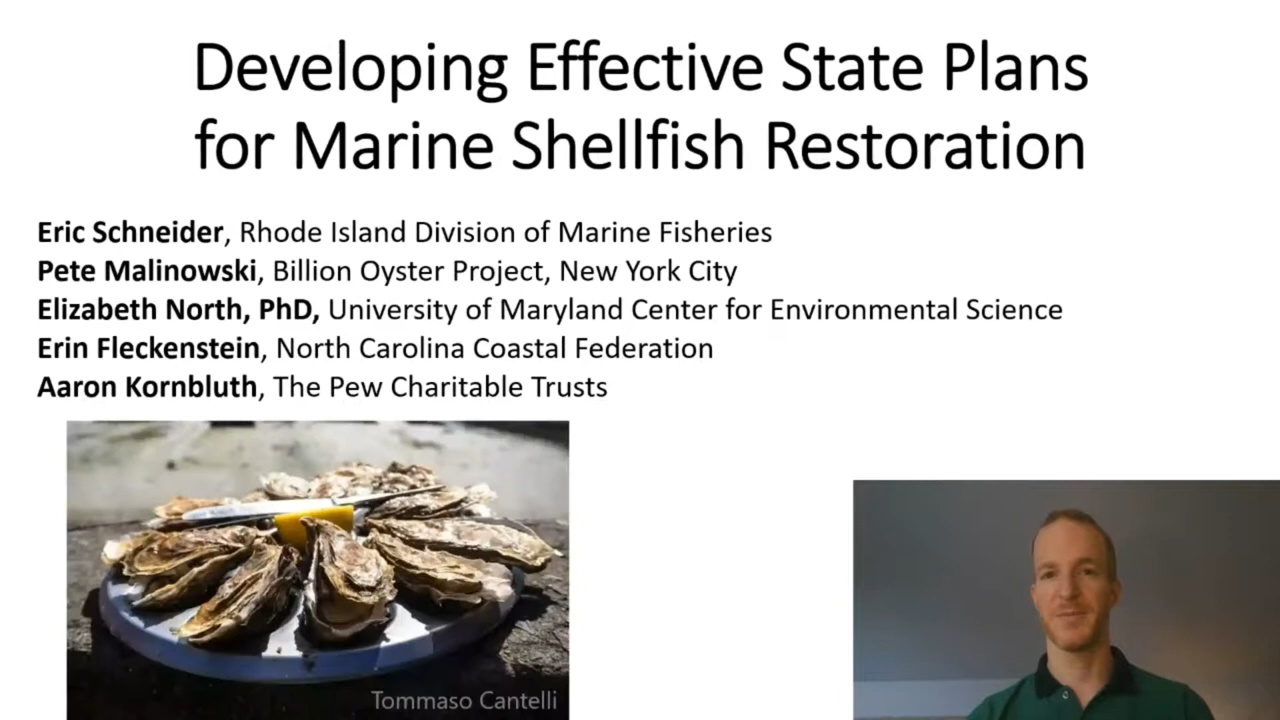 Developing Effective State Plans
for Marine Shellfish Restoration
Eric Schneider, Rhode Island Division of Marine Fisheries
Pete Malinowski, Billion Oyster Project, New York City
Elizabeth North, PhD, University of Maryland Center for Environmental Science
Erin Fleckenstein, North Carolina Coastal Federation
Aaron Kornbluth, The Pew Charitable Trusts
Tommaso Cantelli